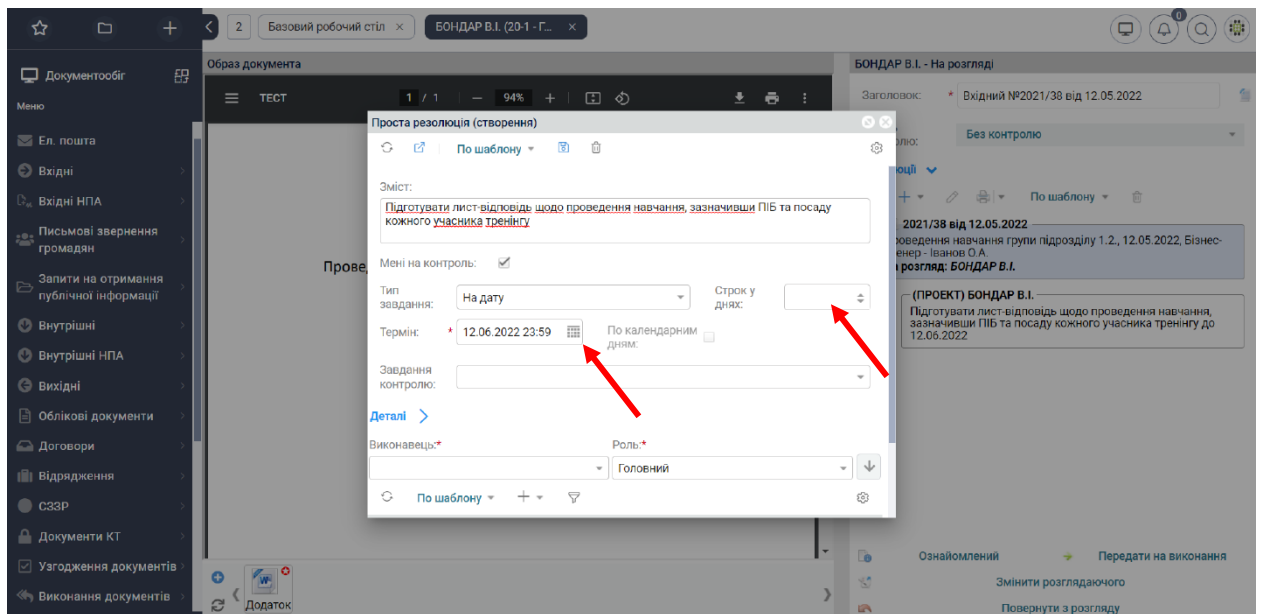 2
Базовий робочий стіл ×
БОНДАР В.І. (20-1 - Г... ×
0
Документообіг
Меню
Ел. пошта
Вхідні
Вхідні НПА
Письмові звернення
громадян
Запити на отримання
публічної інформації
Внутрішні
Внутрішні НПА
Вихідні
Облікові документи
Договори
Відрядження
СЗЗР
Документи КТ
Узгодження документів
Виконання документів
Образ документа
ТЕСТ
1 / 1
94%
Прове
Додаток
Проста резолюція (створення)
По шаблону
Зміст:
Підготувати лист-відповідь щодо проведення навчання, зазначивши ПІБ та посаду
кожного учасника тренінгу
Мені на контроль:
Тип
завдання:
На дату
Строк у
днях:
Термін: *
12.06.2022 23:59
По календарним
дням:
Завдання
контролю:
Деталі
Виконавець:*
Роль:*
Головний
По шаблону
БОНДАР В.І. - На розгляді
Заголовок: *
Вхідний №2021/38 від 12.05.2022
лю:
Без контролю
юції
По шаблону
2021/38 від 12.05.2022
роведення навчання групи підрозділу 1.2., 12.05.2022, Бізнес-
енер - Іванов О.А.
розгляд: БОНДАР В.І.
(ПРОЕКТ) БОНДАР В.І.
Підготувати лист-відповідь щодо проведення навчання,
зазначивши ПІБ та посаду кожного учасника тренінгу до
12.06.2022
Ознайомлений
Передати на виконання
Змінити розглядаючого
Повернути з розгляду